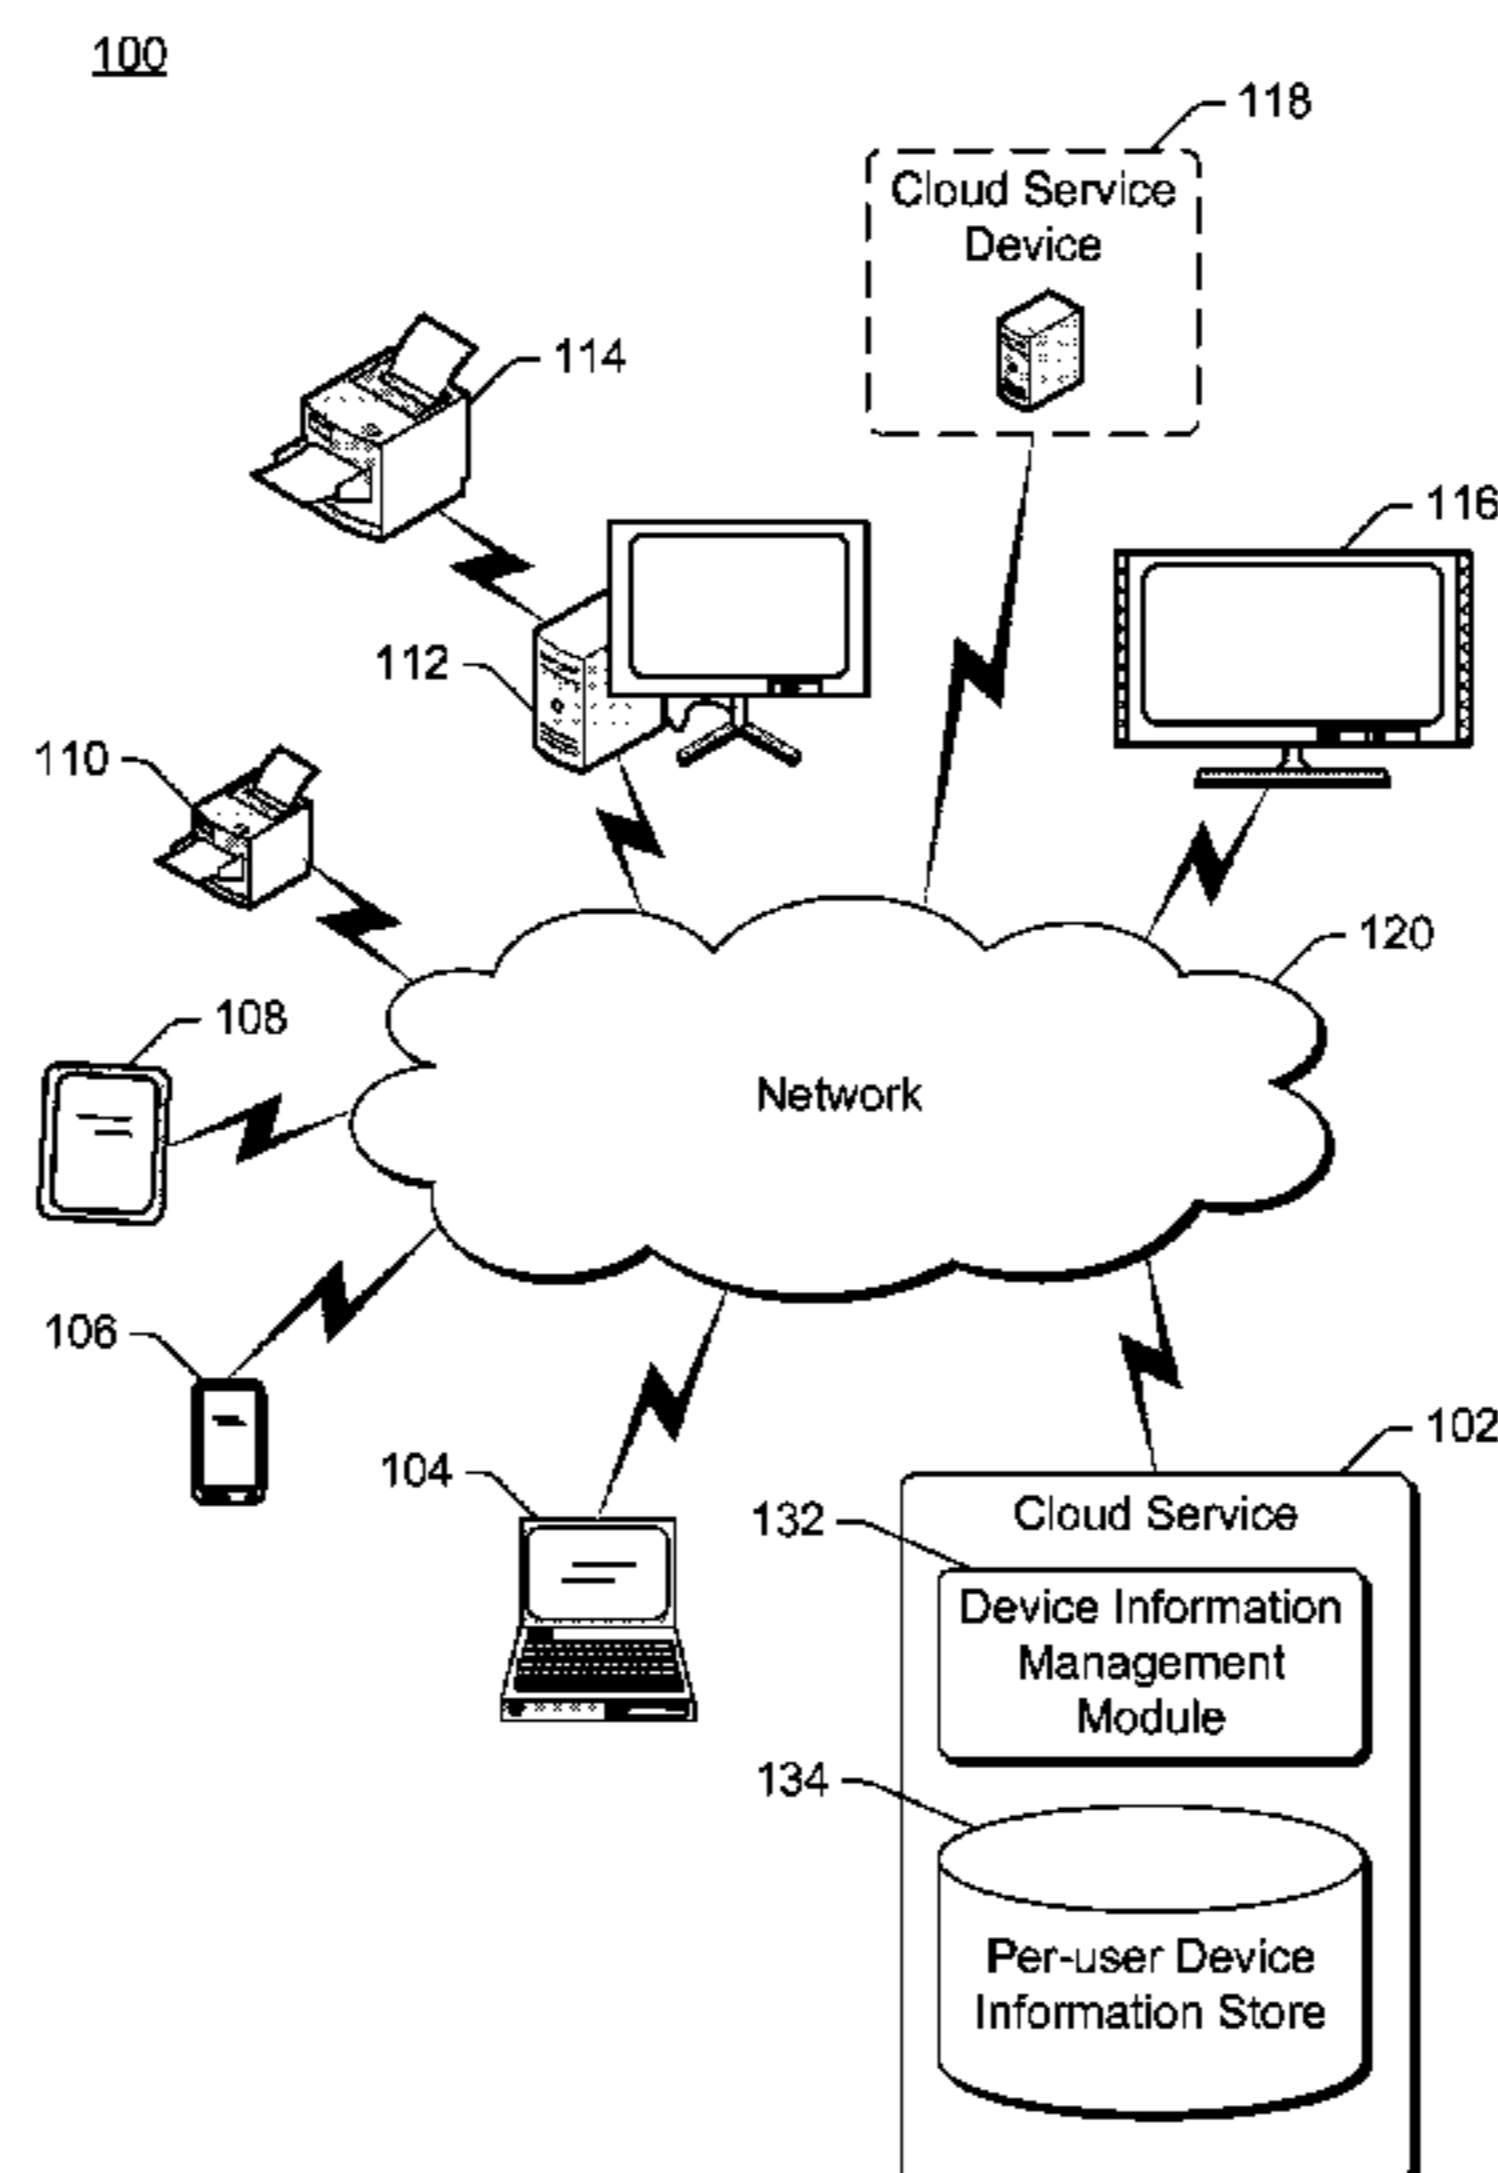 100
118
Cloud Service
Device
114
116
112
110
120
108
Network
106
102
104
Cloud Service
132
Device Information
Management
Module
134
Per-user Device
Information Store